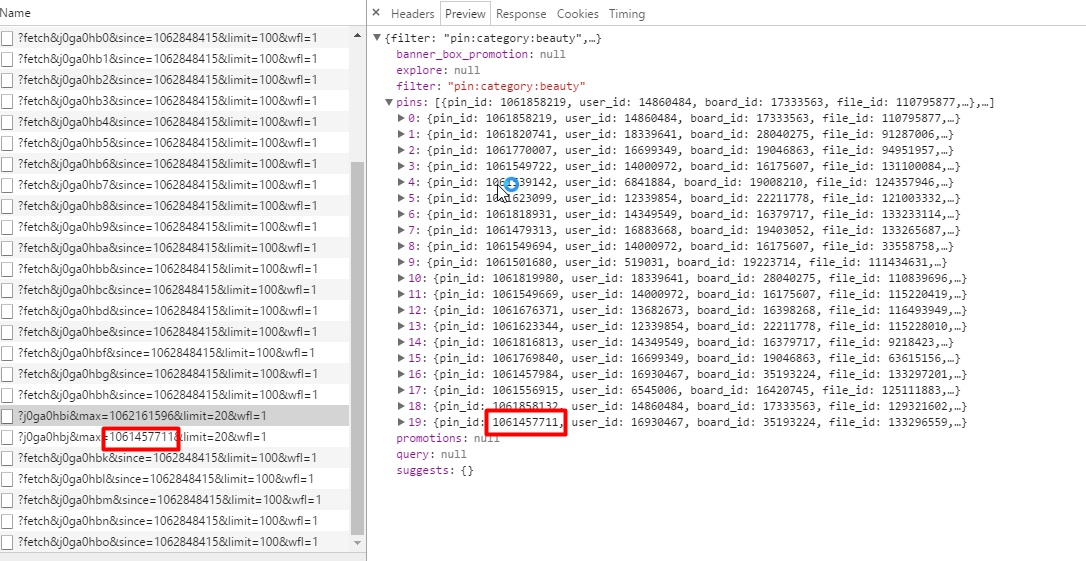 Name
?fetch&j0ga0hb0&since=1062848415&limit=100&wfl=1
?fetch&j0ga0hb1&since=1062848415&limit=100&wfl=1
?fetch&j0ga0hb2&since=1062848415&limit=100&wfl=1
?fetch&j0ga0hb3&since=1062848415&limit=100&wfl=1
?fetch&j0ga0hb4&since=1062848415&limit=100&wfl=1
?fetch&j0ga0hb5&since=1062848415&limit=100&wfl=1
?fetch&j0ga0hb6&since=1062848415&limit=100&wfl=1
?fetch&j0ga0hb7&since=1062848415&limit=100&wfl=1
?fetch&j0ga0hb8&since=1062848415&limit=100&wfl=1
?fetch&j0ga0hb9&since=1062848415&limit=100&wfl=1
?fetch&j0ga0hba&since=1062848415&limit=100&wfl=1
?fetch&j0ga0hbb&since=1062848415&limit=100&wfl=1
?fetch&j0ga0hbc&since=1062848415&limit=100&wfl=1
?fetch&j0ga0hbd&since=1062848415&limit=100&wfl=1
?fetch&j0ga0hbe&since=1062848415&limit=100&wfl=1
?fetch&j0ga0hbf&since=1062848415&limit=100&wfl=1
?fetch&j0ga0hbg&since=1062848415&limit=100&wfl=1
?fetch&j0ga0hbh&since=1062848415&limit=100&wfl=1
?j0ga0hbi&max=1062161596&limit=20&wfl=1
?j0ga0hbj&max=1061457711&limit=20&wfl=1
?fetch&j0ga0hbk&since=1062848415&limit=100&wfl=1
?fetch&j0ga0hbl&since=1062848415&limit=100&wfl=1
?fetch&j0ga0hbm&since=1062848415&limit=100&wfl=1
?fetch&j0ga0hbn&since=1062848415&limit=100&wfl=1
?fetch&j0ga0hbo&since=1062848415&limit=100&wfl=1
× Headers Preview Response Cookies Timing
{filter: "pin:category:beauty",…}
banner_box_promotion: null
explore: null
filter: "pin:category:beauty"
pins: [{pin_id: 1061858219, user_id: 14860484, board_id: 17333563, file_id: 110795877,…},…]
0: {pin_id: 1061858219, user_id: 14860484, board_id: 17333563, file_id: 110795877,…}
1: {pin_id: 1061820741, user_id: 18339641, board_id: 28040275, file_id: 91287006,…}
2: {pin_id: 1061770007, user_id: 16699349, board_id: 19046863, file_id: 94951957,…}
3: {pin_id: 1061549722, user_id: 14000972, board_id: 16175607, file_id: 131100084,…}
4: {pin_id: user_id: 6841884, board_id: 19008210, file_id: 124357946,…}
5: {pin_id: user_id: 12339854, board_id: 22211778, file_id: 121003332,…}
6: {pin_id: 1061818931, user_id: 14349549, board_id: 16379717, file_id: 133233114,…}
7: {pin_id: 1061479313, user_id: 16883668, board_id: 19403052, file_id: 133265687,…}
8: {pin_id: 1061549694, user_id: 14000972, board_id: 16175607, file_id: 33558758,…}
9: {pin_id: 1061501680, user_id: 519031, board_id: 19223714, file_id: 111434631,…}
10: {pin_id: 1061819980, user_id: 18339641, board_id: 28040275, file_id: 110839696,…}
11: {pin_id: 1061549669, user_id: 14000972, board_id: 16175607, file_id: 115220419,…}
12: {pin_id: 1061676371, user_id: 13682673, board_id: 16398268, file_id: 116493949,…}
13: {pin_id: 1061623344, user_id: 12339854, board_id: 22211778, file_id: 115228010,…}
14: {pin_id: 1061816813, user_id: 14349549, board_id: 16379717, file_id: 9218423,…}
15: {pin_id: 1061769840, user_id: 16699349, board_id: 19046863, file_id: 63615156,…}
16: {pin_id: 1061457984, user_id: 16930467, board_id: 35193224, file_id: 133297201,…}
17: {pin_id: 1061556915, user_id: 6545006, board_id: 16420745, file_id: 125111883,…}
18: {pin_id: 1061858132, user_id: 14860484, board_id: 17333563, file_id: 129321602,…}
19: {pin_id: 1061457711, user_id: 16930467, board_id: 35193224, file_id: 133296559,…}
promotions: null
query: null
suggests: {}